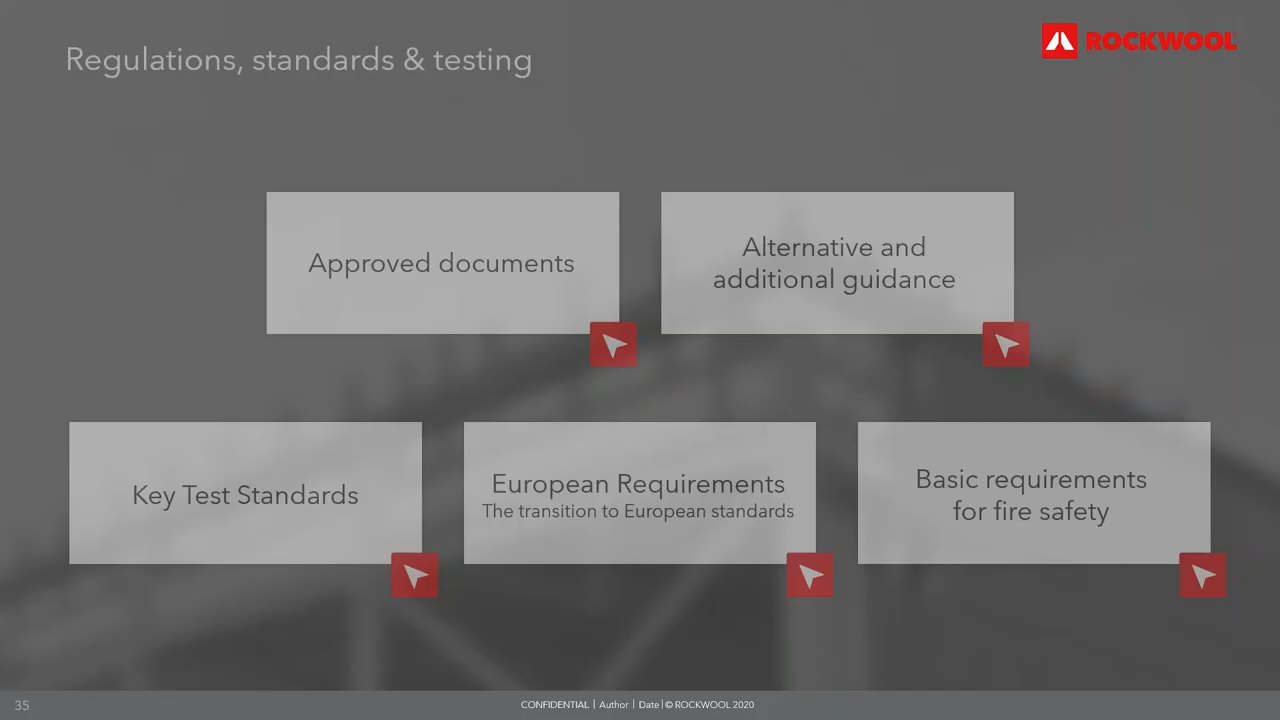 Regulations, standards & testing
ROCKWOOL
Approved documents
Alternative and
additional guidance
Key Test Standards
European Requirements
The transition to European standards
Basic requirements
for fire safety
35
CONFIDENTIAL | Author | Date | © ROCKWOOL 2020